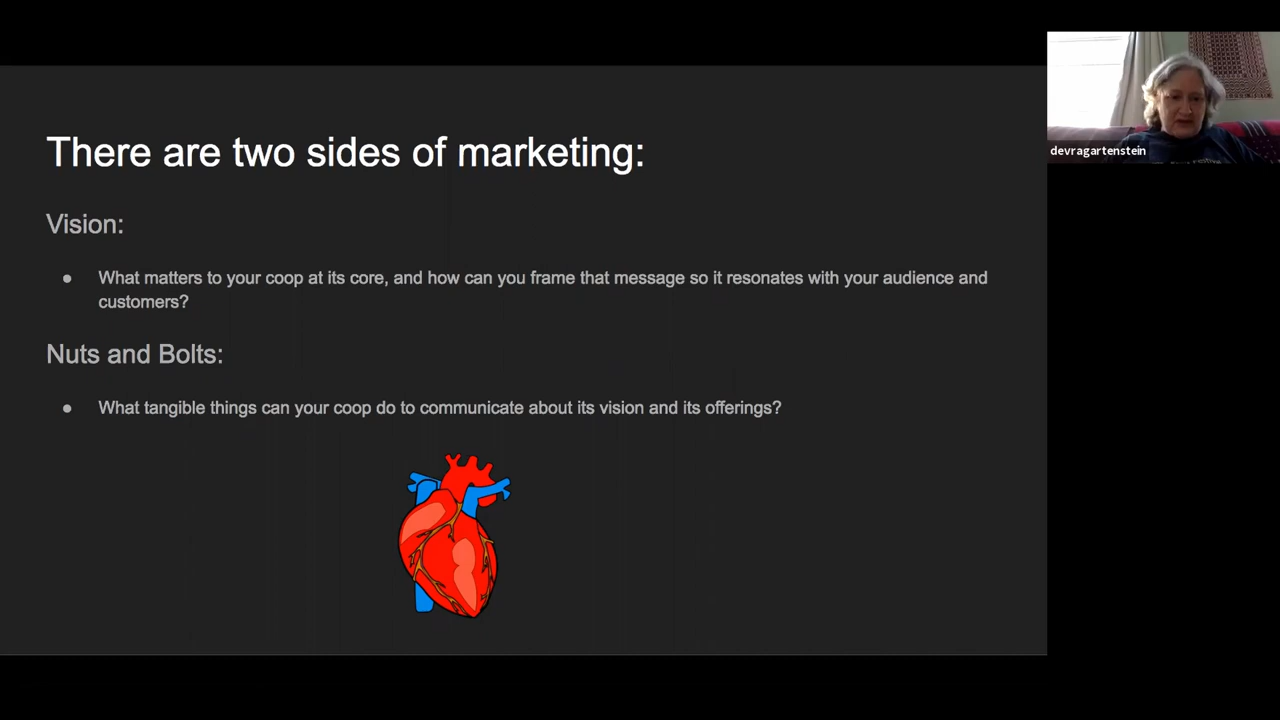 There are two sides of marketing:
Vision:
● What matters to your coop at its core, and how can you frame that message so it resonates with your audience and
customers?
Nuts and Bolts:
● What tangible things can your coop do to communicate about its vision and its offerings?
devragartenstein